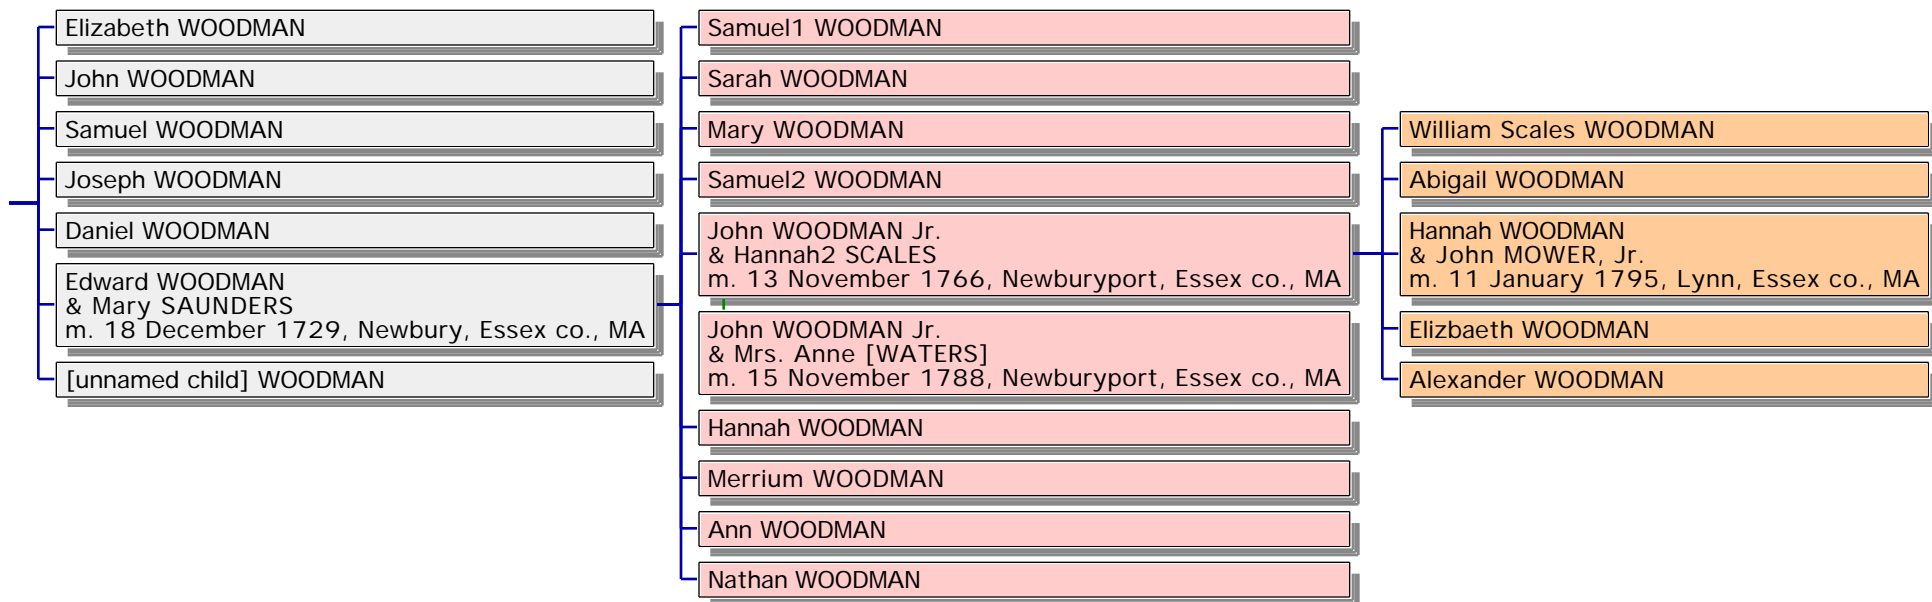 Elizabeth WOODMAN
John WOODMAN
Samuel WOODMAN
Joseph WOODMAN
Daniel WOODMAN
Edward WOODMAN
& Mary SAUNDERS
m. 18 December 1729, Newbury, Essex co., MA
[unnamed child] WOODMAN
Samuel1 WOODMAN
Sarah WOODMAN
Mary WOODMAN
Samuel2 WOODMAN
John WOODMAN Jr.
& Hannah2 SCALES
m. 13 November 1766, Newburyport, Essex co., MA
John WOODMAN Jr.
& Mrs. Anne [WATERS]
m. 15 November 1788, Newburyport, Essex co., MA
Hannah WOODMAN
Merrium WOODMAN
Ann WOODMAN
Nathan WOODMAN
William Scales WOODMAN
Abigail WOODMAN
Hannah WOODMAN
& John MOWER, Jr.
m. 11 January 1795, Lynn, Essex co., MA
Elizbaeth WOODMAN
Alexander WOODMAN